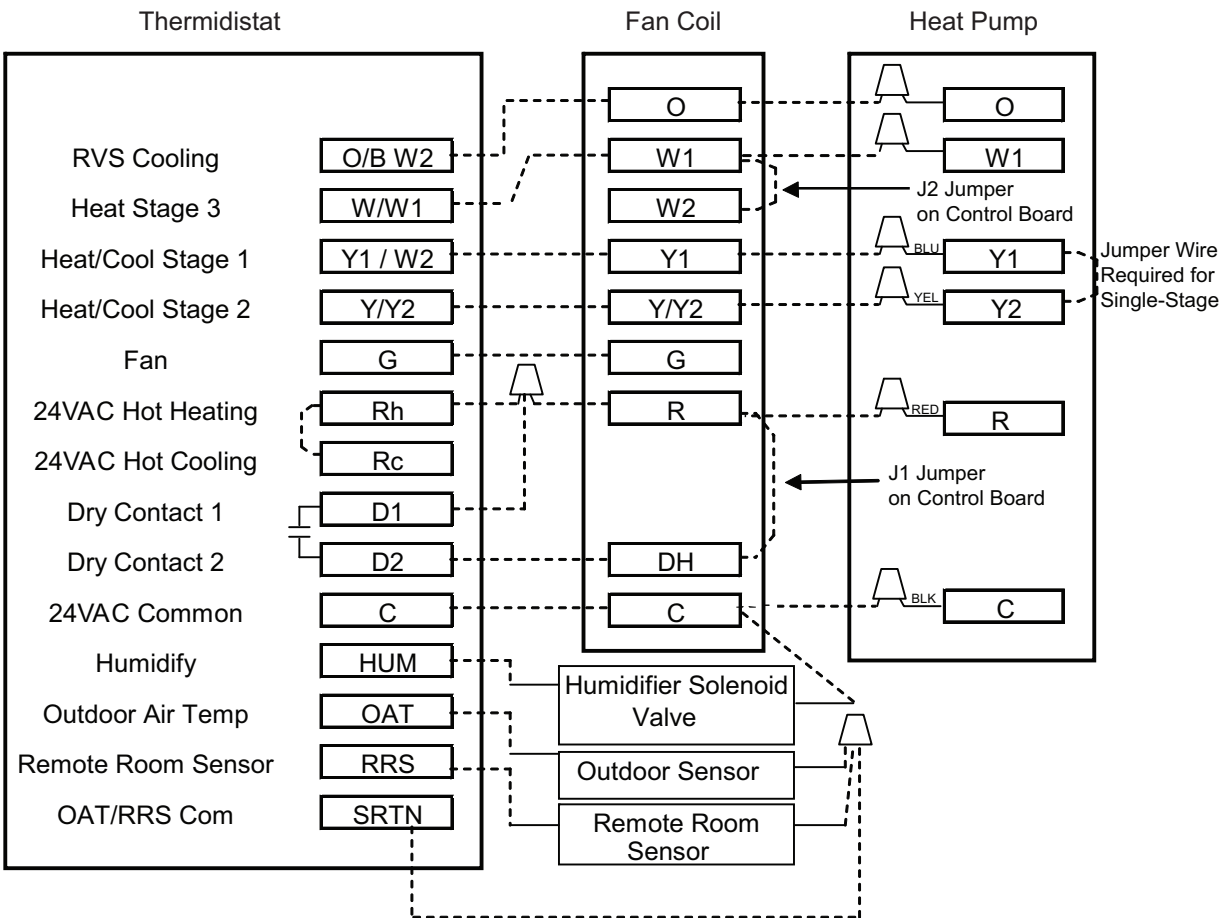 Thermidistat
Fan Coil
Heat Pump
RVS Cooling
O/B W2
O
O
Heat Stage 3
W/W1
W1
W1
J2 Jumper
on Control Board
W2
Heat/Cool Stage 1
Y1 / W2
Y1
BLU
Y1
Jumper Wire
Required for
Single-Stage
Heat/Cool Stage 2
Y/Y2
Y/Y2
YEL
Y2
Fan
G
G
24VAC Hot Heating
Rh
R
RED
R
24VAC Hot Cooling
Rc
J1 Jumper
on Control Board
Dry Contact 1
D1
Dry Contact 2
D2
DH
24VAC Common
C
C
BLK
C
Humidify
HUM
Humidifier Solenoid
Valve
Outdoor Air Temp
OAT
Outdoor Sensor
Remote Room Sensor
RRS
Remote Room
Sensor
OAT/RRS Com
SRTN